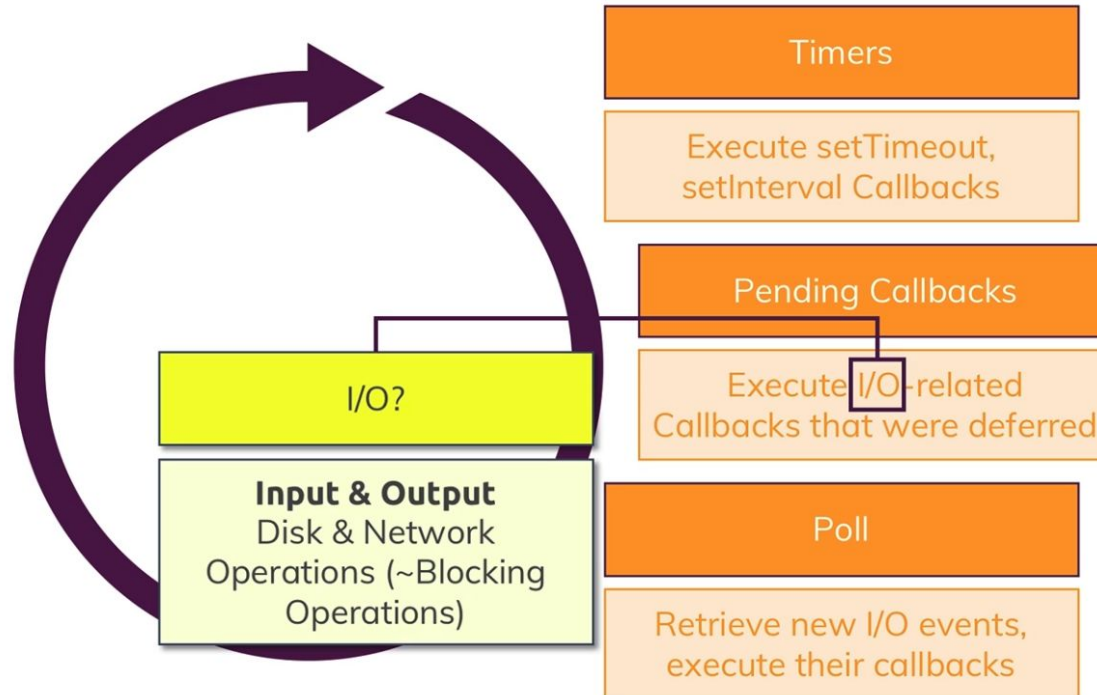 Timers
Execute setTimeout,
setInterval Callbacks
Pending Callbacks
Execute I/O-related
Callbacks that were deferred
I/O?
Input & Output
Disk & Network
Operations (~Blocking
Operations)
Poll
Retrieve new I/O events,
execute their callbacks